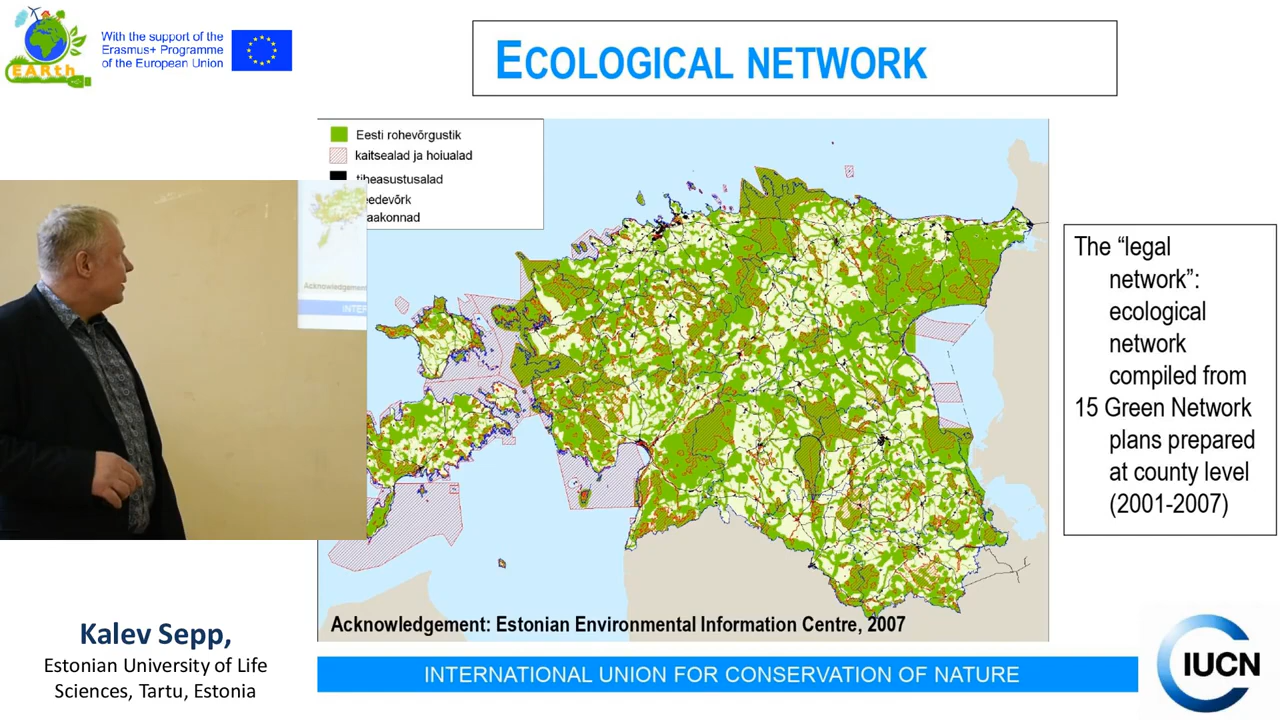 With the support of the
Erasmus+ Programme
of the European Union
EARth
ECOLOGICAL NETWORK
Eesti rohevõrgustik
kaitsealad ja hoiualad
tiheasustusalad
The “legal
network”:
ecological
network
compiled from
15 Green Network
plans prepared
at county level
(2001-2007)
Acknowledgement
Acknowledgement: Estonian Environmental Information Centre, 2007
Kalev Sepp,
Estonian University of Life
Sciences, Tartu, Estonia
INTERNATIONAL UNION FOR CONSERVATION OF NATURE
IUCN